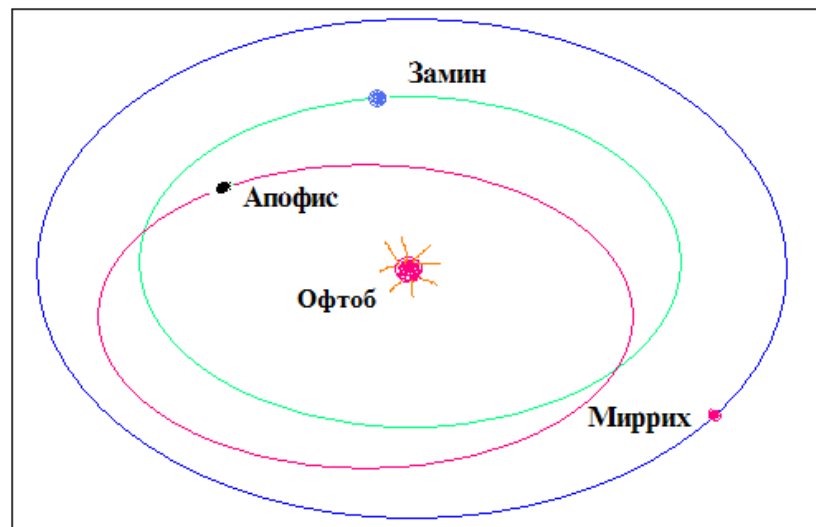 Замин
Апофис
Офтоб
Миррих